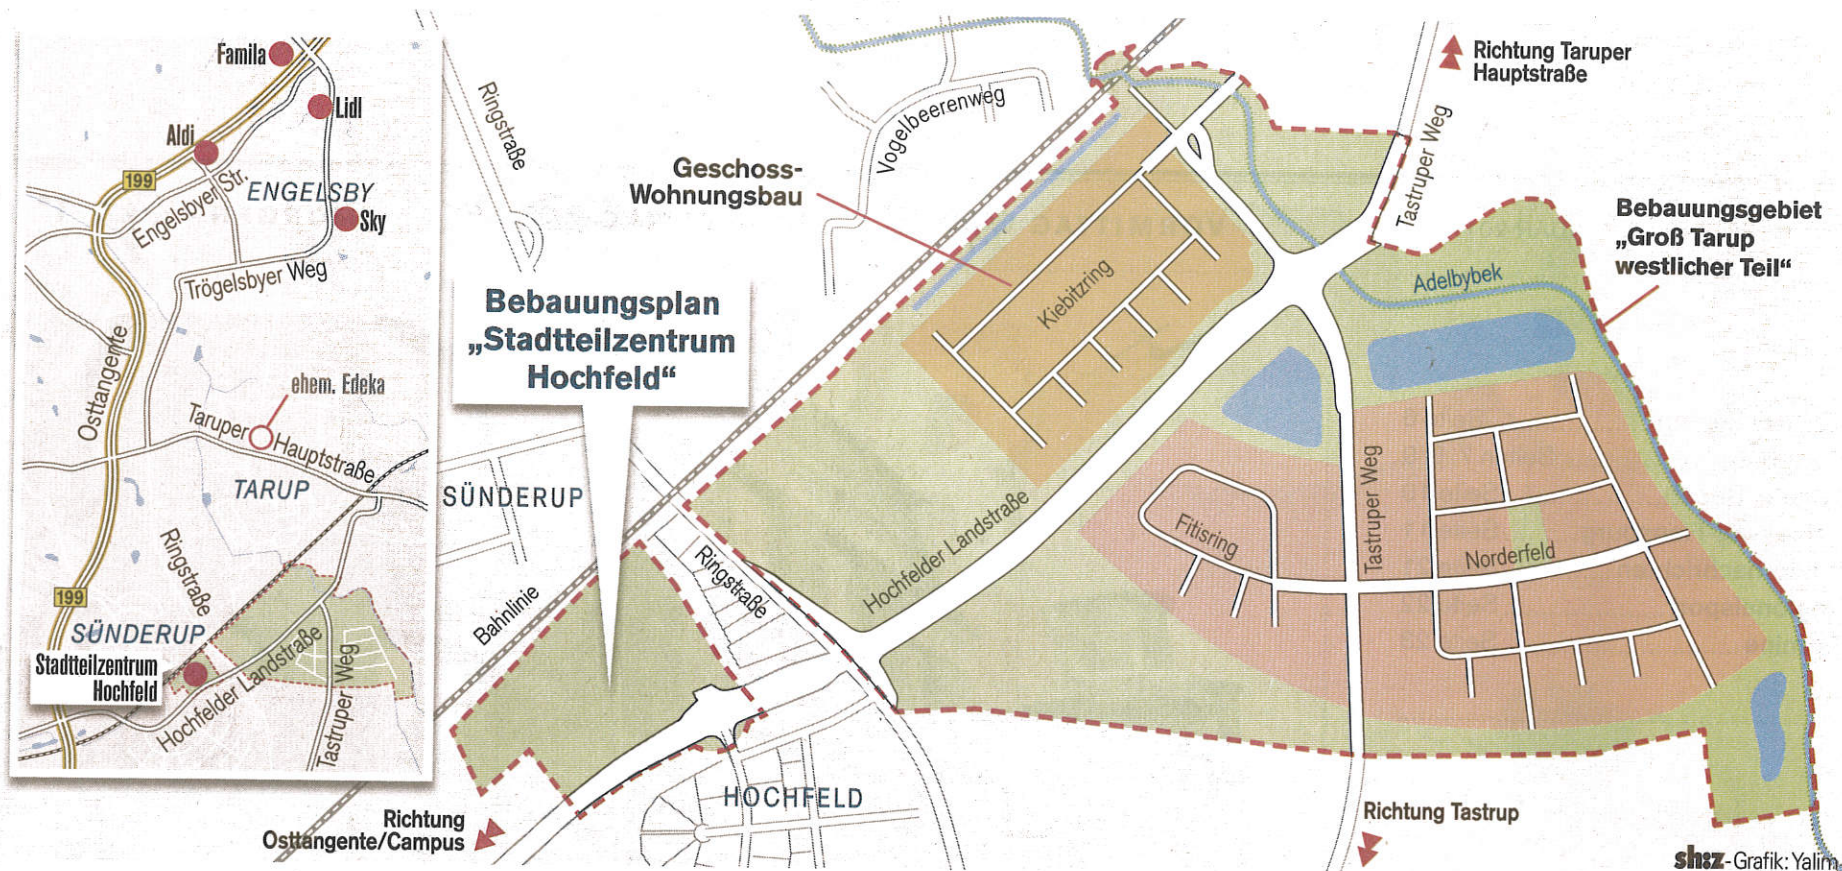 Famila
Lidl
Aldi
199
Engelsbyer Str.
ENGELSBY
Sky
Trögelsbyer Weg
Osttangente
ehem. Edeka
Taruper Hauptstraße
TARUP
Ringstraße
199
SÜNDERUP
Stadtteilzentrum
Hochfeld
Hochfelder Landstraße
Tastruper Weg
Ringstraße
Vogelbeerenweg
Geschoss-
Wohnungsbau
Bebauungsplan
„Stadtteilzentrum
Hochfeld“
SÜNDERUP
Bahnlinie
Ringstraße
Kiebitzring
Hochfelder Landstraße
Richtung Taruper
Hauptstraße
Tastruper Weg
Bebauungsgebiet
„Groß Tarup
westlicher Teil“
Adelbybek
Fitisring
Tastruper Weg
Norderfeld
HOCHFELD
Richtung
Osttangente/Campus
Richtung Tastrup
sh:z-Grafik: Yalim